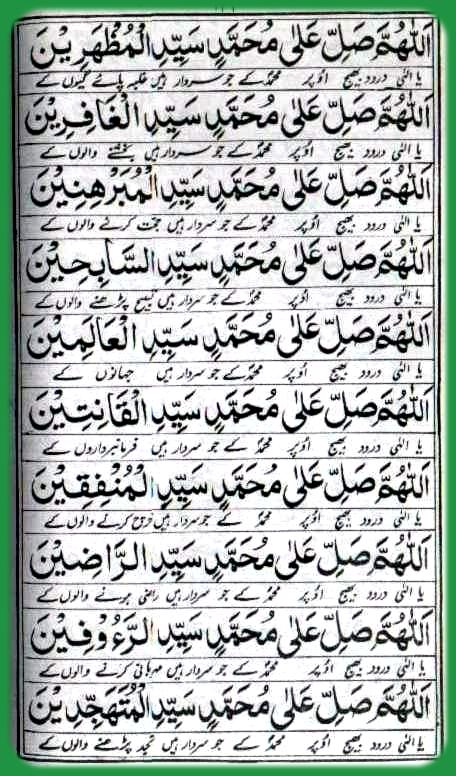 اَللّٰهُمَّ صَلِّ عَلٰی مُحَمَّدٍ سَیِّدِ الْمُظَهَّرِیْنَ
یا الٰہی درود بھیج اوپر محمدؐ کے جو سردار ہیں غلبہ پائے گیوں کے
اَللّٰهُمَّ صَلِّ عَلٰی مُحَمَّدٍ سَیِّدِ الْغَافِرِیْنَ
یا الٰہی درود بھیج اوپر محمدؐ کے جو سردار ہیں بخشنے والوں کے
اَللّٰهُمَّ صَلِّ عَلٰی مُحَمَّدٍ سَیِّدِ الْمُبَرْهِنِیْنَ
یا الٰہی درود بھیج اوپر محمدؐ کے جو سردار ہیں حجت کرنے والوں کے
اَللّٰهُمَّ صَلِّ عَلٰی مُحَمَّدٍ سَیِّدِ السَّابِحِیْنَ
یا الٰہی درود بھیج اوپر محمدؐ کے جو سردار ہیں تسبیح پڑھنے والوں کے
اَللّٰهُمَّ صَلِّ عَلٰی مُحَمَّدٍ سَیِّدِ الْعَالَمِیْنَ
یا الٰہی درود بھیج اوپر محمدؐ کے جو سردار ہیں جہانوں کے
اَللّٰهُمَّ صَلِّ عَلٰی مُحَمَّدٍ سَیِّدِ الْقَانِتِیْنَ
یا الٰہی درود بھیج اوپر محمدؐ کے جو سردار ہیں فرمانبرداروں کے
اَللّٰهُمَّ صَلِّ عَلٰی مُحَمَّدٍ سَیِّدِ الْمُنْفِقِیْنَ
یا الٰہی درود بھیج اوپر محمدؐ کے جو سردار ہیں خرچ کرنے والوں کے
اَللّٰهُمَّ صَلِّ عَلٰی مُحَمَّدٍ سَیِّدِ الرَّاضِیْنَ
یا الٰہی درود بھیج اوپر محمدؐ کے جو سردار ہیں راضی ہونے والوں کے
اَللّٰهُمَّ صَلِّ عَلٰی مُحَمَّدٍ سَیِّدِ الرَّءُوْفِیْنَ
یا الٰہی درود بھیج اوپر محمدؐ کے جو سردار ہیں مہربانی کرنے والوں کے
اَللّٰهُمَّ صَلِّ عَلٰی مُحَمَّدٍ سَیِّدِ الْمُتَهَجِّدِیْنَ
یا الٰہی درود بھیج اوپر محمدؐ کے جو سردار ہیں تہجد پڑھنے والوں کے